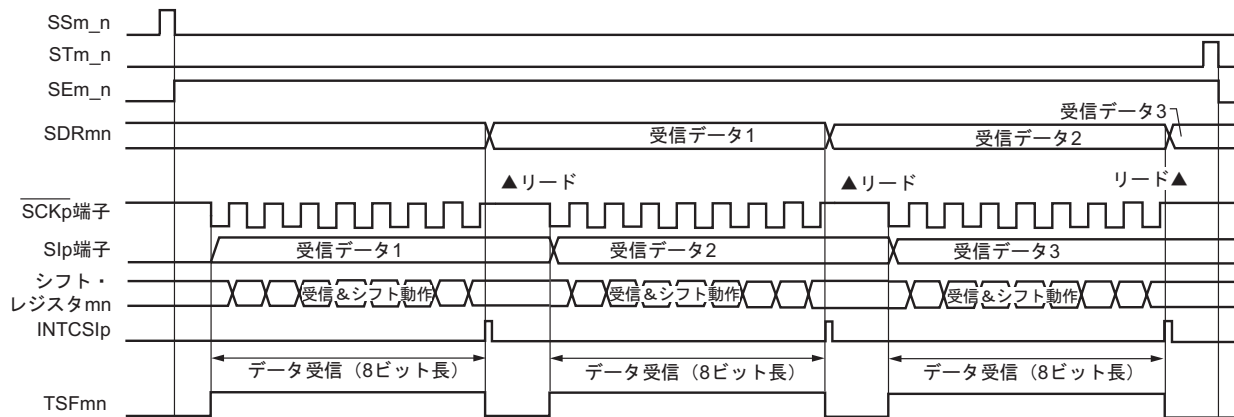 SSm_n
STm_n
SEm_n
受信データ3
SDRmn
受信データ1
受信データ2
▲リード
▲リード
リード▲
SCKp端子
SIp端子
受信データ1
受信データ2
受信データ3
シフト・
レジスタmn
受信&シフト動作
受信&シフト動作
受信&シフト動作
INTCSIp
データ受信（8ビット長）
データ受信（8ビット長）
データ受信（8ビット長）
TSFmn